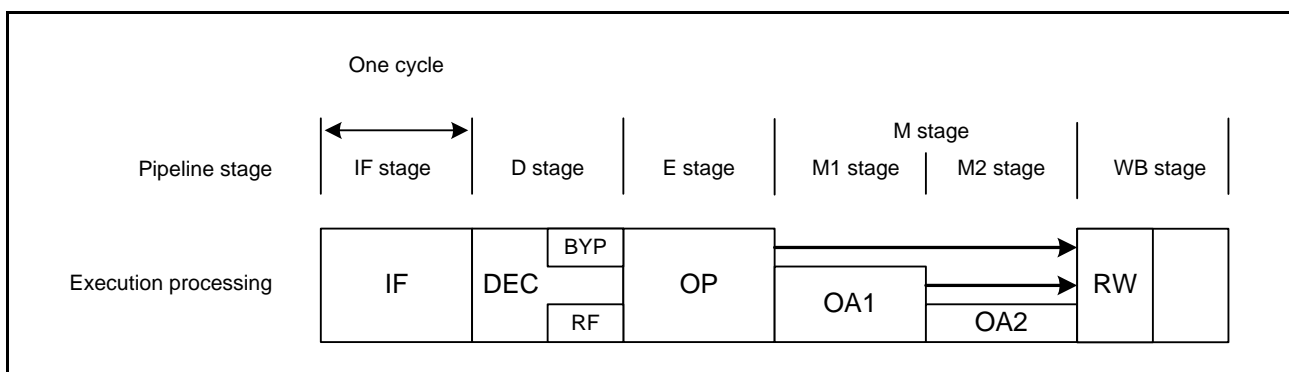 One cycle
M stage
Pipeline stage IF stage D stage E stage M1 stage M2 stage WB stage
BYP
Execution processing IF DEC OP OA1 RW
RF OA2